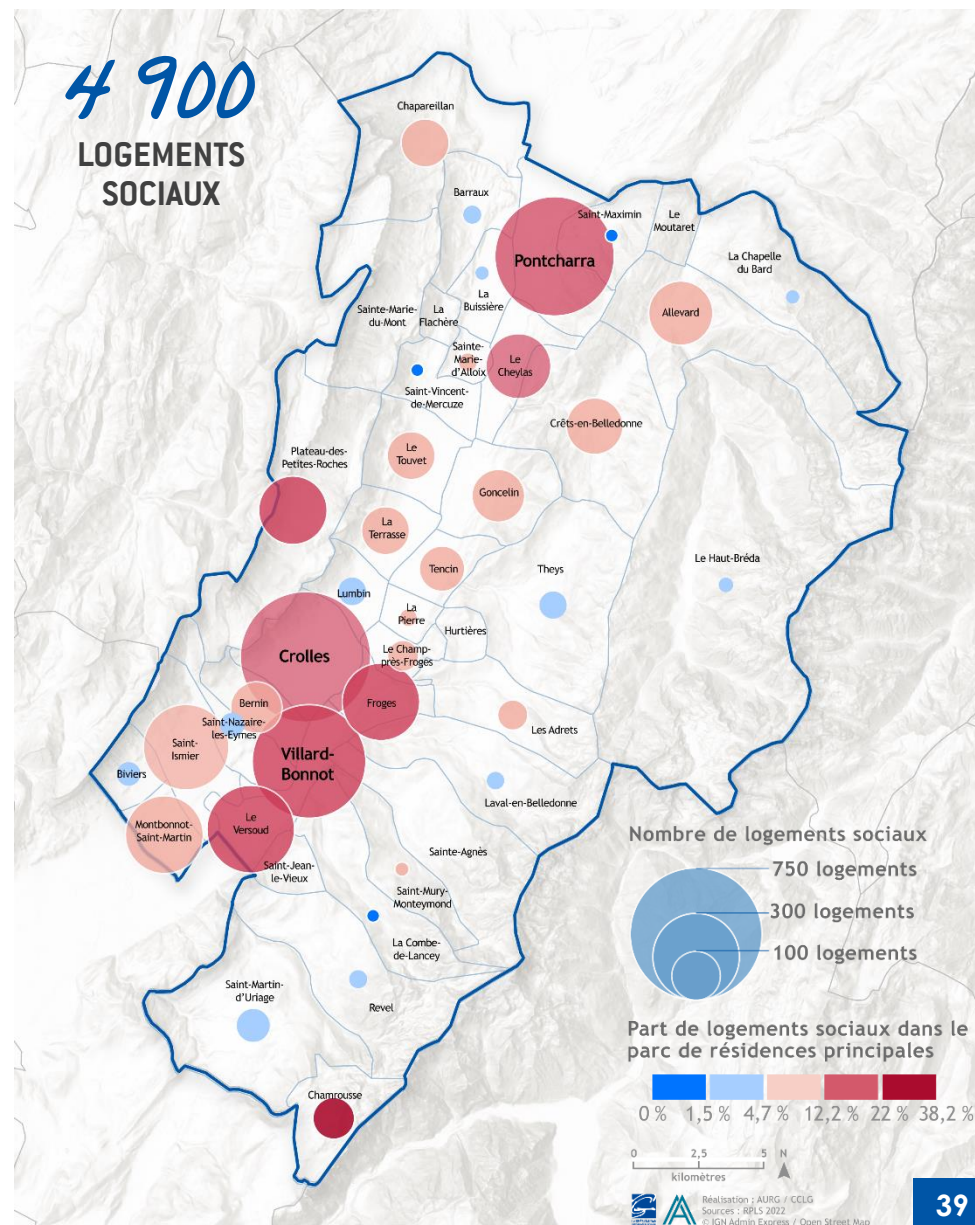 4 900
LOGEMENTS
SOCIAUX
Chapareillan
Barraux
Saint-Maximin
Le
Moutaret
La Chapelle
du Bard
Pontcharra
La
Buissière
Sainte-Marie-
du-Mont
La
Flachère
Allevard
Sainte-
Marie-
d'Alloix
Le
Cheylas
Saint-Vincent-
de-Mercuze
Crêts-en-Belledonne
Plateau-des-
Petites-Roches
Le
Touvet
Goncelin
La
Terrasse
Tencin
Theys
Le Haut-Bréda
Lumbin
La
Pierre
Hurtières
Crolles
Le Champ-
près-Froges
Bernin
Froges
Saint-Nazaire-
les-Eymes
Les Adrets
Saint-
Ismier
Villard-
Bonnot
Biviers
Laval-en-Belledonne
Montbonnot-
Saint-Martin
Le
Versoud
Sainte-Agnès
Saint-Jean-
le-Vieux
Saint-Mury-
Monteymond
La Combe-
de-Lancey
Saint-Martin-
d'Uriage
Revel
Chamrousse
Nombre de logements sociaux
750 logements
300 logements
100 logements
Part de logements sociaux dans le
parc de résidences principales
0 % 1,5 % 4,7 % 12,2 % 22 % 38,2 %
0 2,5 5 N
kilomètres
Réalisation : AURG / CCLG
Sources : RPLS 2022
© IGN Admin Express / Open Street Map
39